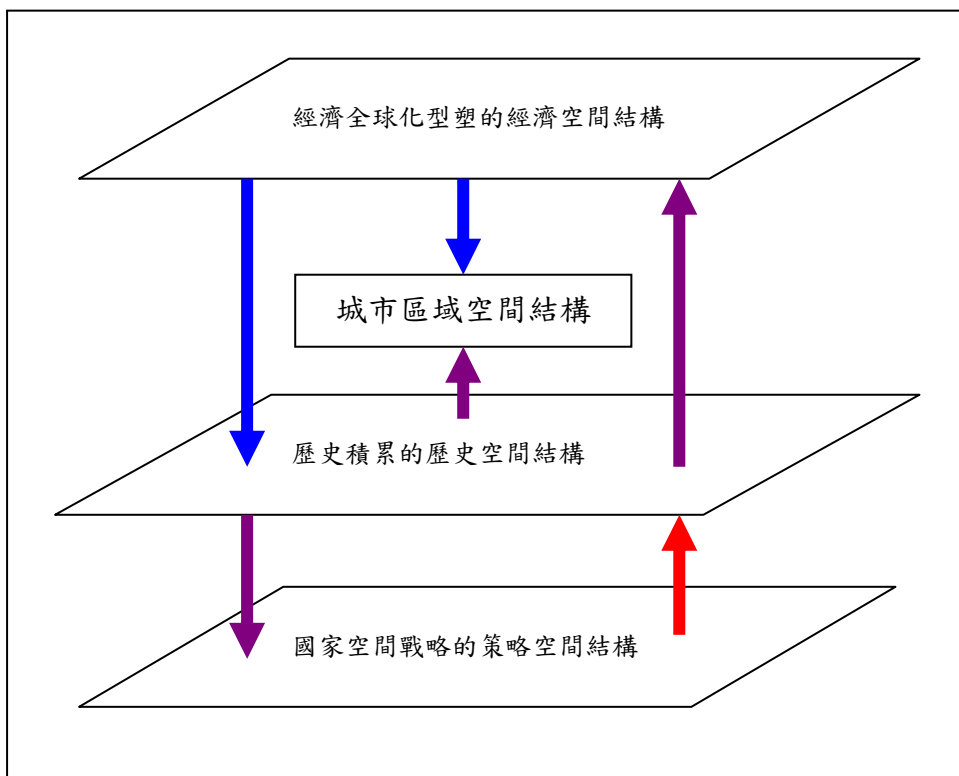 經濟全球化型塑的經濟空間結構
城市區域空間結構
歷史積累的歷史空間結構
國家空間戰略的策略空間結構